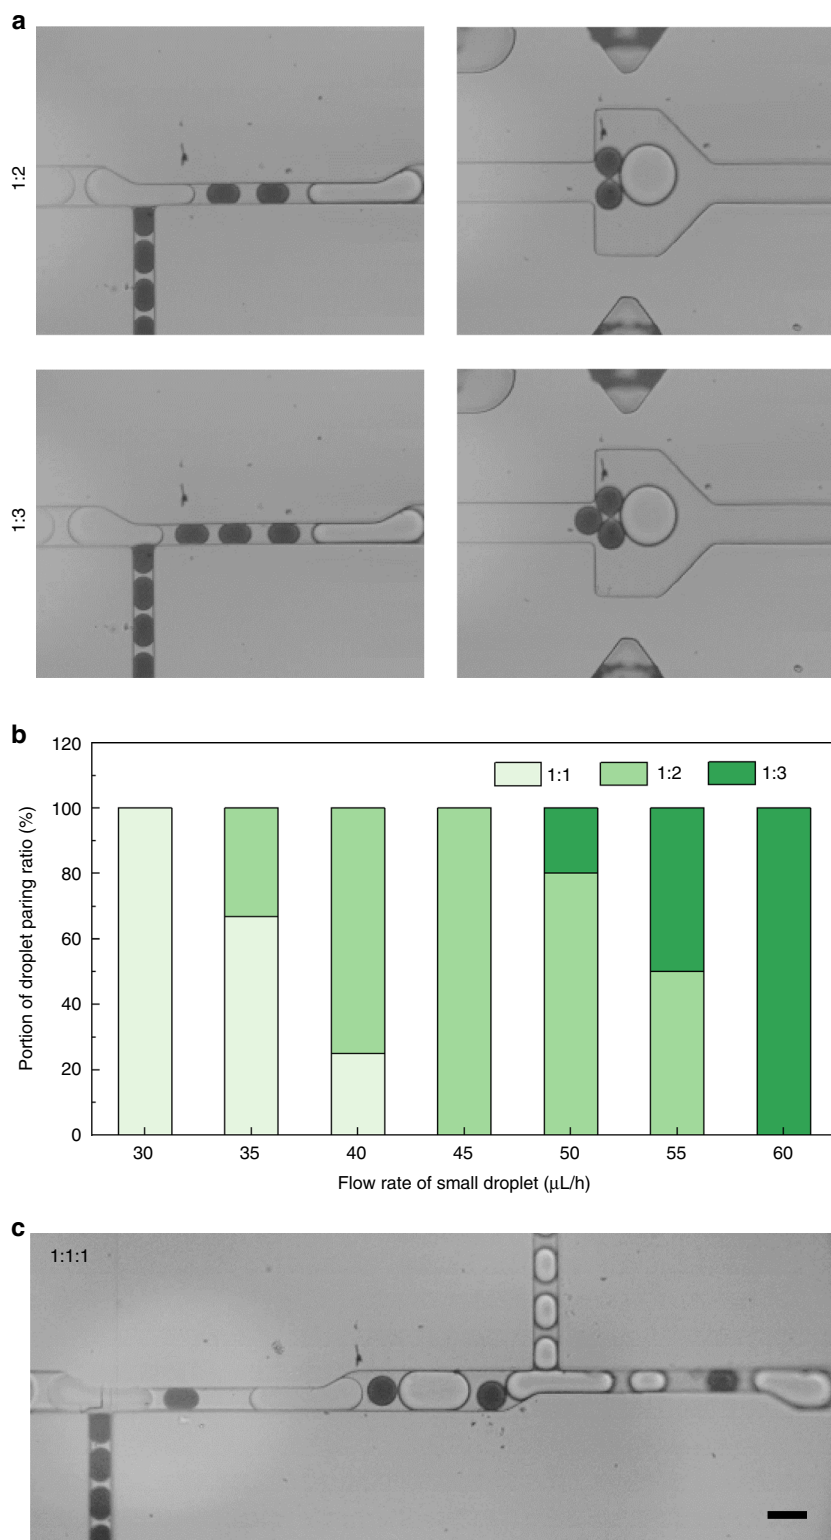 a
1:2
1:3
b
Portion of droplet paring ratio (%)
120
100
80
60
40
20
0
1:1
1:2
1:3
30 35 40 45 50 55 60
Flow rate of small droplet (μL/h)
c
1:1:1